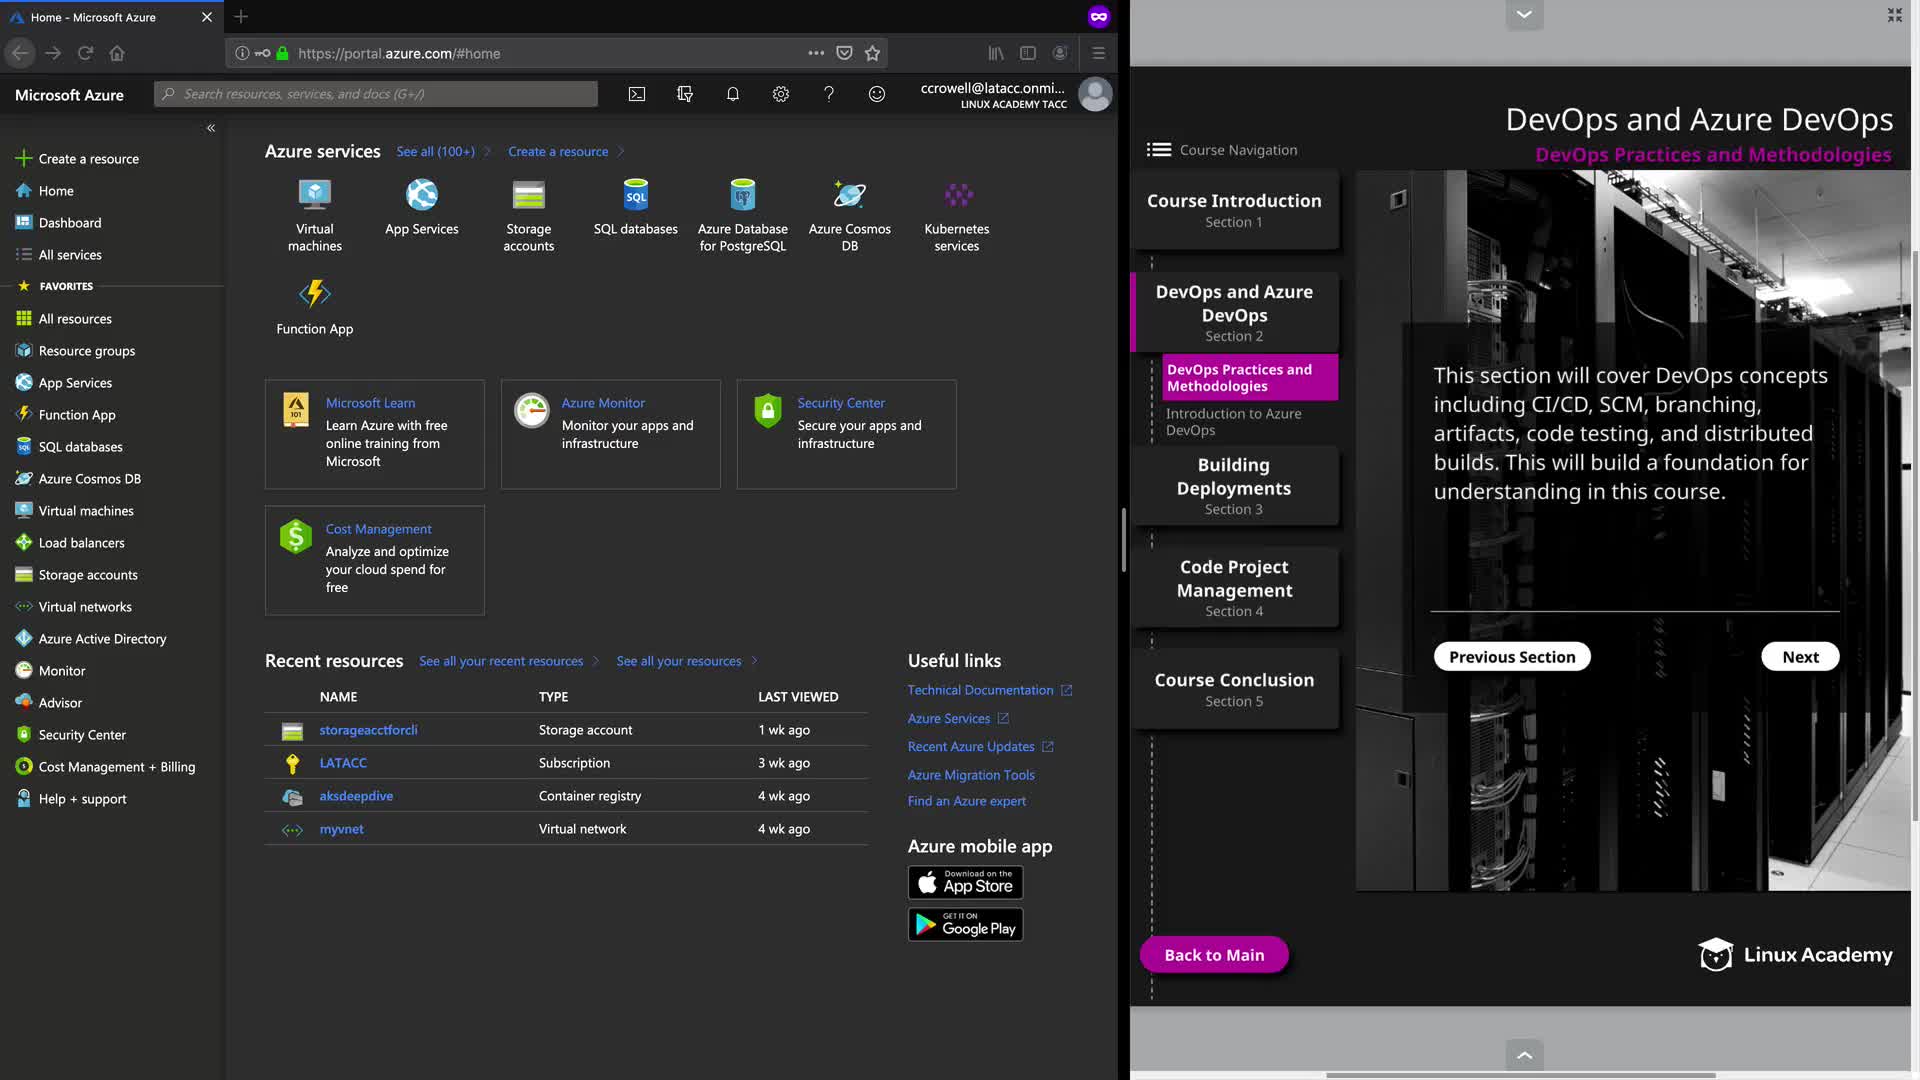 Home - Microsoft Azure
https://portal.azure.com/#home
Microsoft Azure
Search resources, services, and docs (G+/)
ccrowell@latacc.onmi...
LINUX ACADEMY TACC
Create a resource
Home
Dashboard
All services
FAVORITES
All resources
Resource groups
App Services
Function App
SQL databases
Azure Cosmos DB
Virtual machines
Load balancers
Storage accounts
Virtual networks
Azure Active Directory
Monitor
Advisor
Security Center
Cost Management + Billing
Help + support
Azure services
See all (100+)
Create a resource
Virtual
machines
App Services
Storage
accounts
SQL
SQL databases
Azure Database
for PostgreSQL
Azure Cosmos
DB
Kubernetes
services
Function App
101
Microsoft Learn
Learn Azure with free
online training from
Microsoft
Azure Monitor
Monitor your apps and
infrastructure
Security Center
Secure your apps and
infrastructure
Cost Management
Analyze and optimize
your cloud spend for
free
Recent resources
See all your recent resources
See all your resources
NAME TYPE LAST VIEWED
storageacctforcli Storage account 1 wk ago
LATACC Subscription 3 wk ago
aksdeepdive Container registry 4 wk ago
myvnet Virtual network 4 wk ago
Useful links
Technical Documentation
Azure Services
Recent Azure Updates
Azure Migration Tools
Find an Azure expert
Azure mobile app
Download on the
App Store
GET IT ON
Google Play
DevOps and Azure DevOps
DevOps Practices and Methodologies
Course Navigation
Course Introduction
Section 1
DevOps and Azure
DevOps
Section 2
DevOps Practices and
Methodologies
Introduction to Azure
DevOps
Building
Deployments
Section 3
Code Project
Management
Section 4
Course Conclusion
Section 5
Back to Main
This section will cover DevOps concepts
including CI/CD, SCM, branching,
artifacts, code testing, and distributed
builds. This will build a foundation for
understanding in this course.
Previous Section
Next
Linux Academy